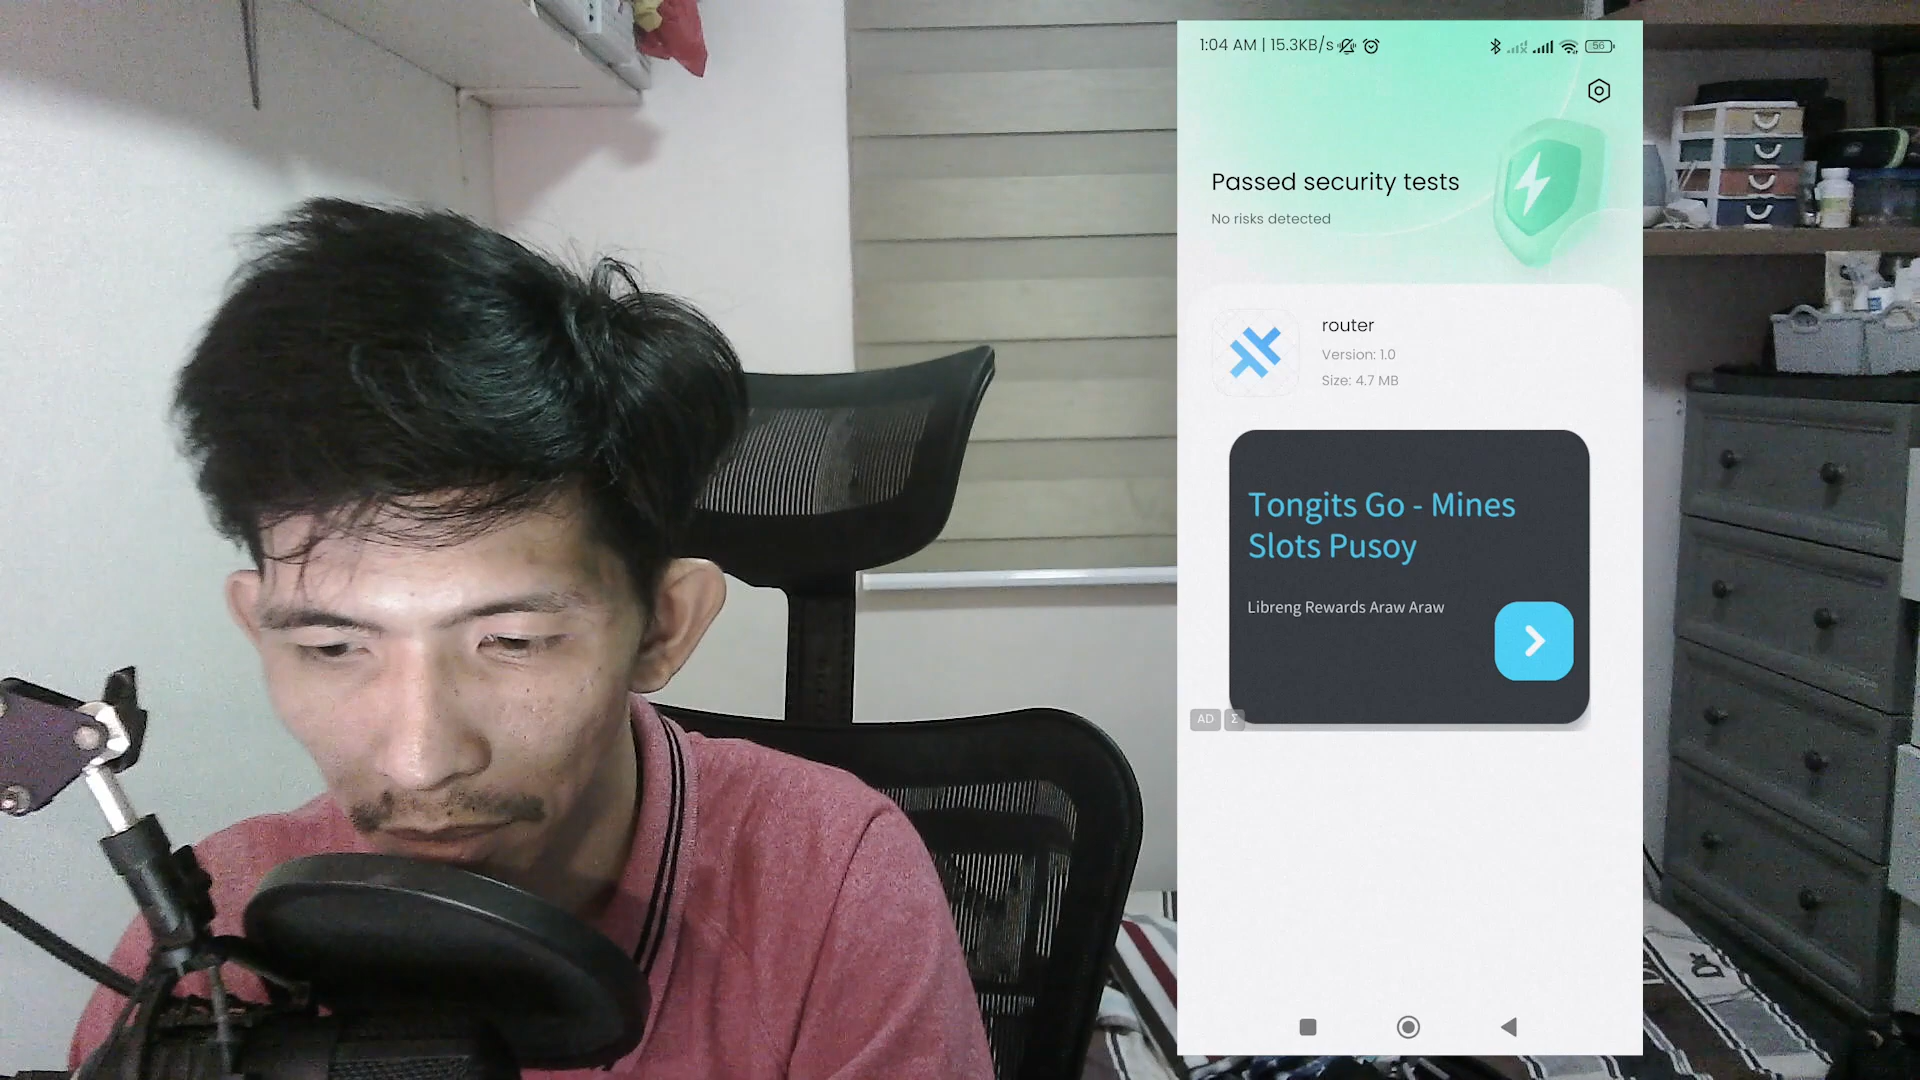 1:04 AM | 15.3KB/s
56
Passed security tests
No risks detected
router
Version: 1.0
Size: 4.7 MB
Tongits Go - Mines
Slots Pusoy
Libreng Rewards Araw Araw
AD Σ